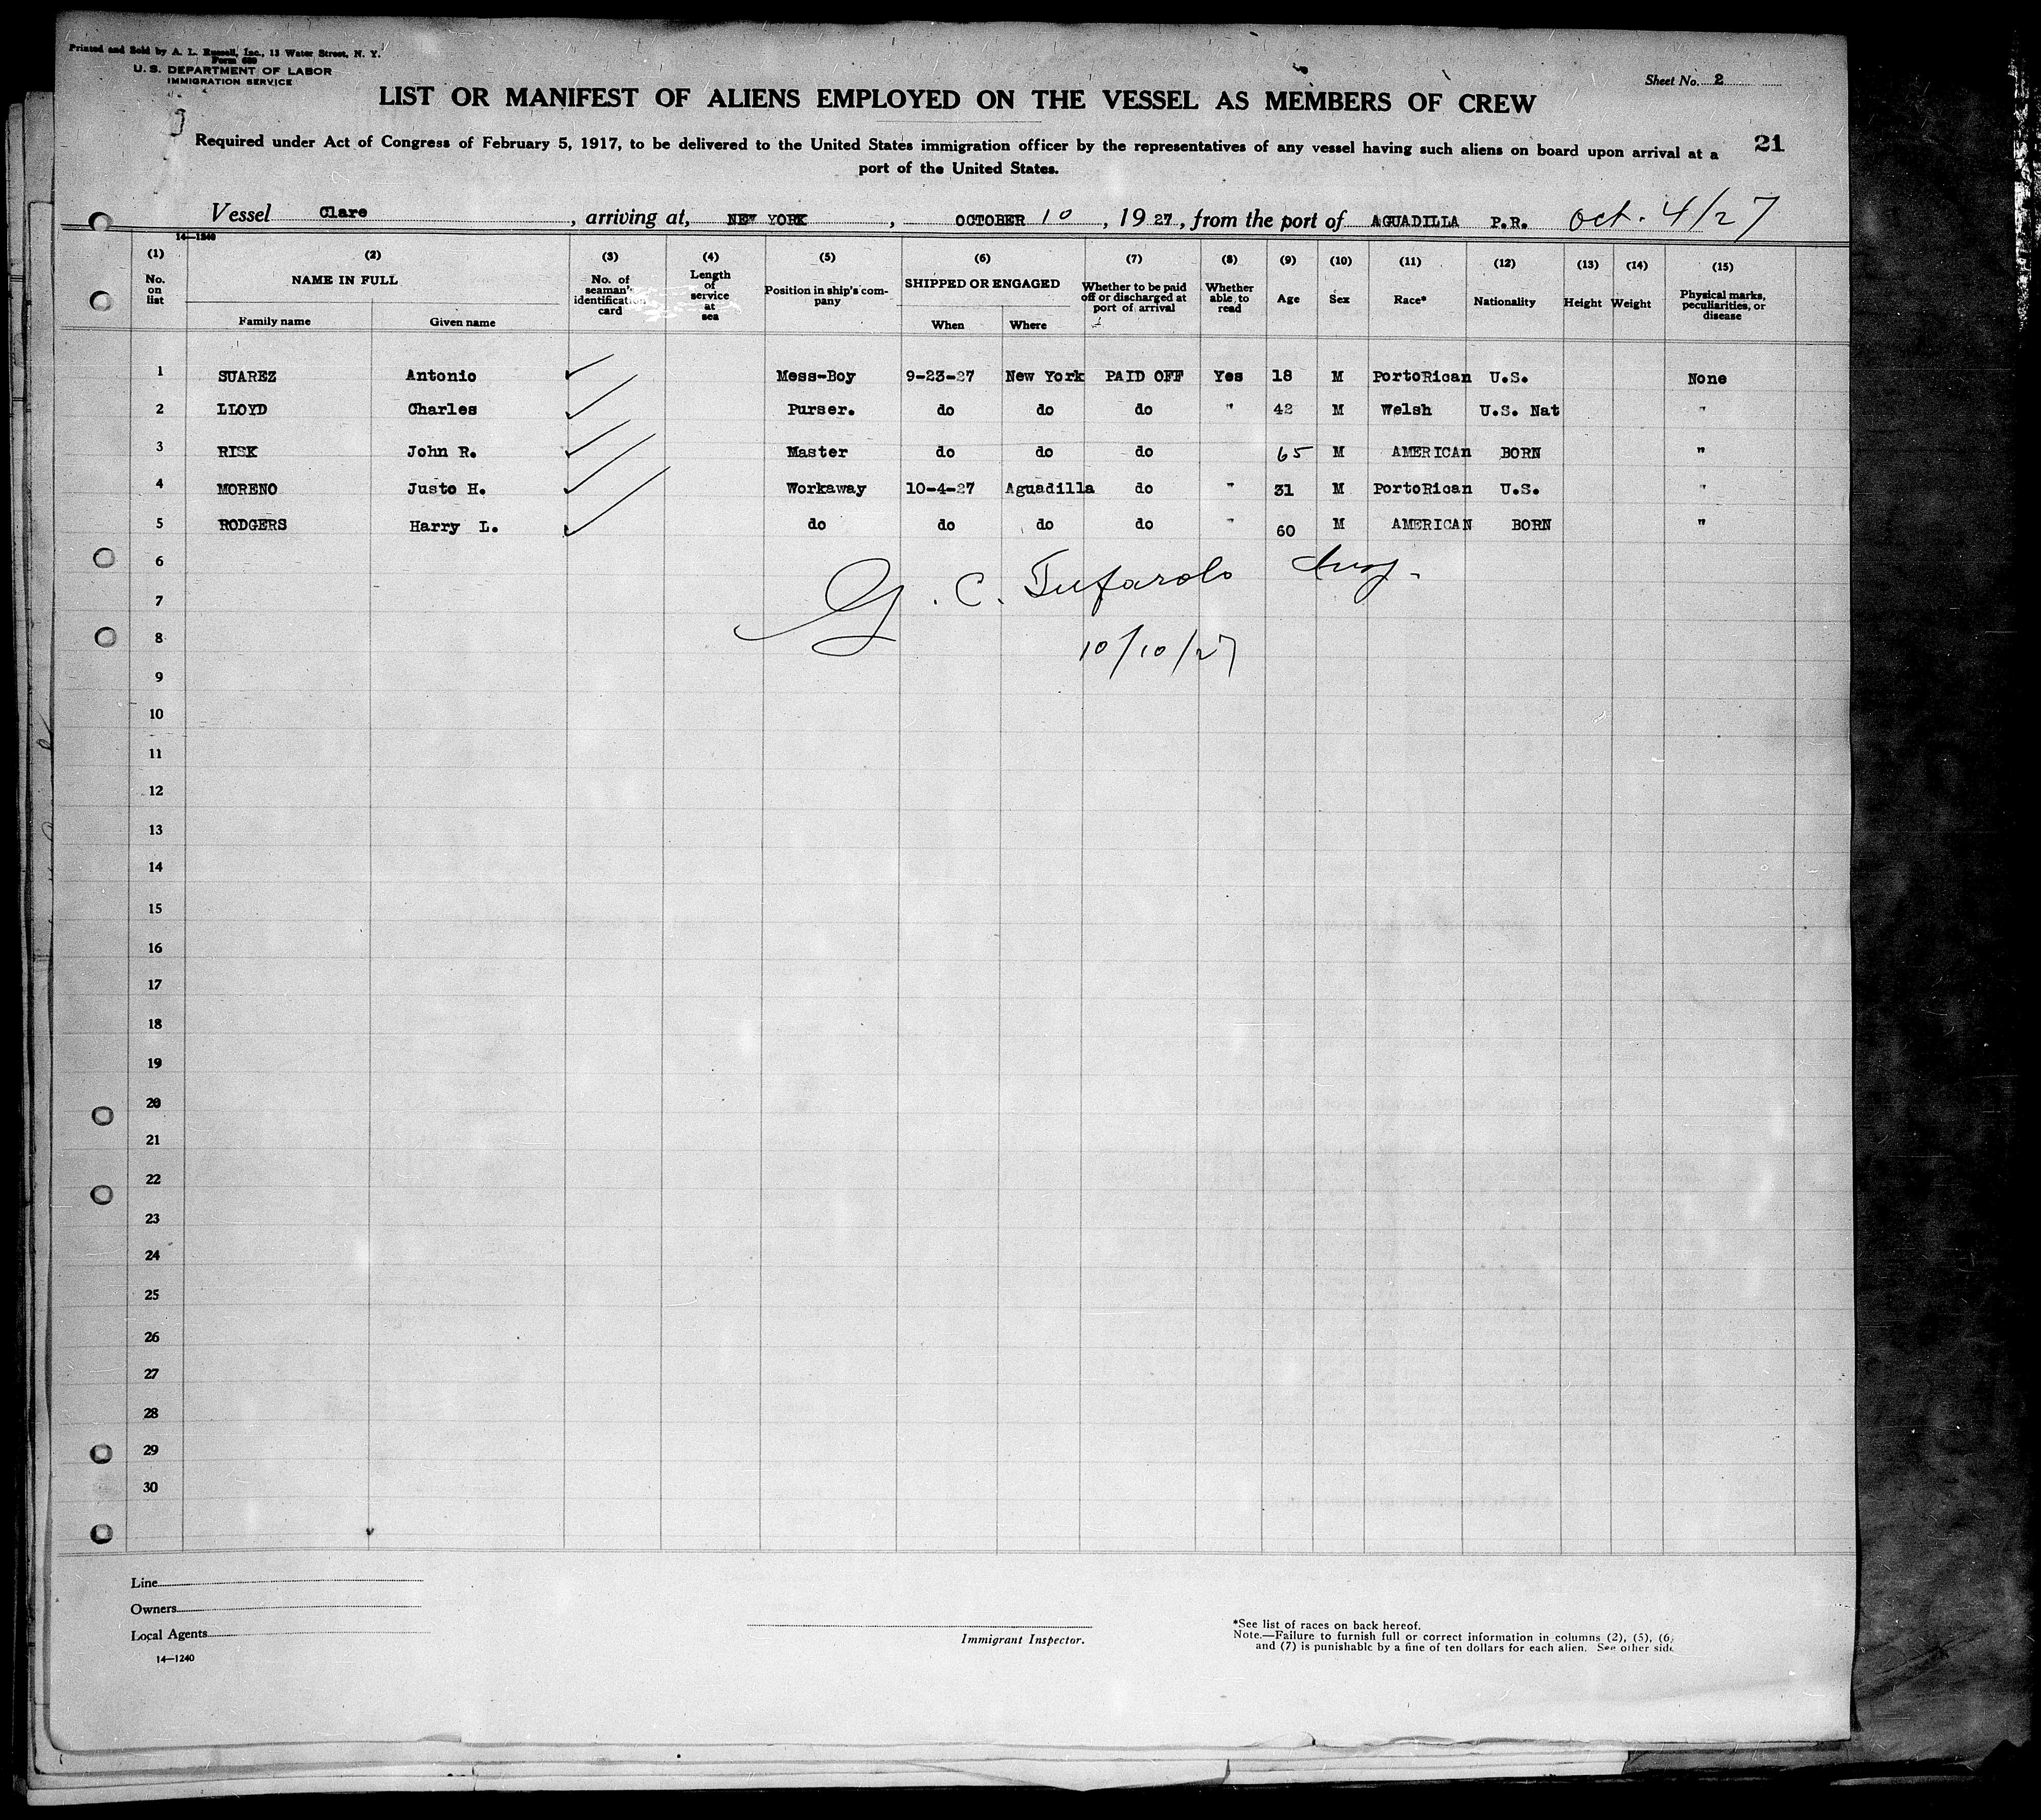 Printed and Sold by A. L. Russell, Inc., 13 Water Street, N. Y.
Form 689
U. S. DEPARTMENT OF LABOR
IMMIGRATION SERVICE
Sheet No. 2
LIST OR MANIFEST OF ALIENS EMPLOYED ON THE VESSEL AS MEMBERS OF CREW
21
Required under Act of Congress of February 5, 1917, to be delivered to the United States immigration officer by the representatives of any vessel having such aliens on board upon arrival at a
port of the United States.
Vessel Clare, arriving at, NEW YORK, OCTOBER 10, 1927, from the port of AGUADILLA P.R. Oct. 4/27
14—1240
(1) (2) (3) (4) (5) (6) (7) (8) (9) (10) (11) (12) (13) (14) (15)
No. on list NAME IN FULL No. of seaman's identification card Length of service at sea Position in ship's company SHIPPED OR ENGAGED Whether to be paid off or discharged at port of arrival Whether able to read Age Sex Race* Nationality Height Weight Physical marks, peculiarities, or disease
Family name Given name When Where
1 SUAREZ Antonio Mess-Boy 9-23-27 New York PAID OFF Yes 18 M PortoRican U.S. None
2 LLOYD Charles Purser. do do do " 42 M Welsh U.S. Nat "
3 RISK John R. Master do do do 65 M AMERICAn BORN "
4 MORENO Justo H. Workaway 10-4-27 Aguadilla do " 31 M PortoRican U.S. "
5 RODGERS Harry L. do do do do " 60 M AMERICAN BORN "
6
7
G. C. Tufarolo
8
10/10/27
9
10
11
12
13
14
15
16
17
18
19
20
21
22
23
24
25
26
27
28
29
30
Line
Owners
Local Agents
14—1240
Immigrant Inspector.
*See list of races on back hereof.
Note.—Failure to furnish full or correct information in columns (2), (5), (6)
and (7) is punishable by a fine of ten dollars for each alien. See other side